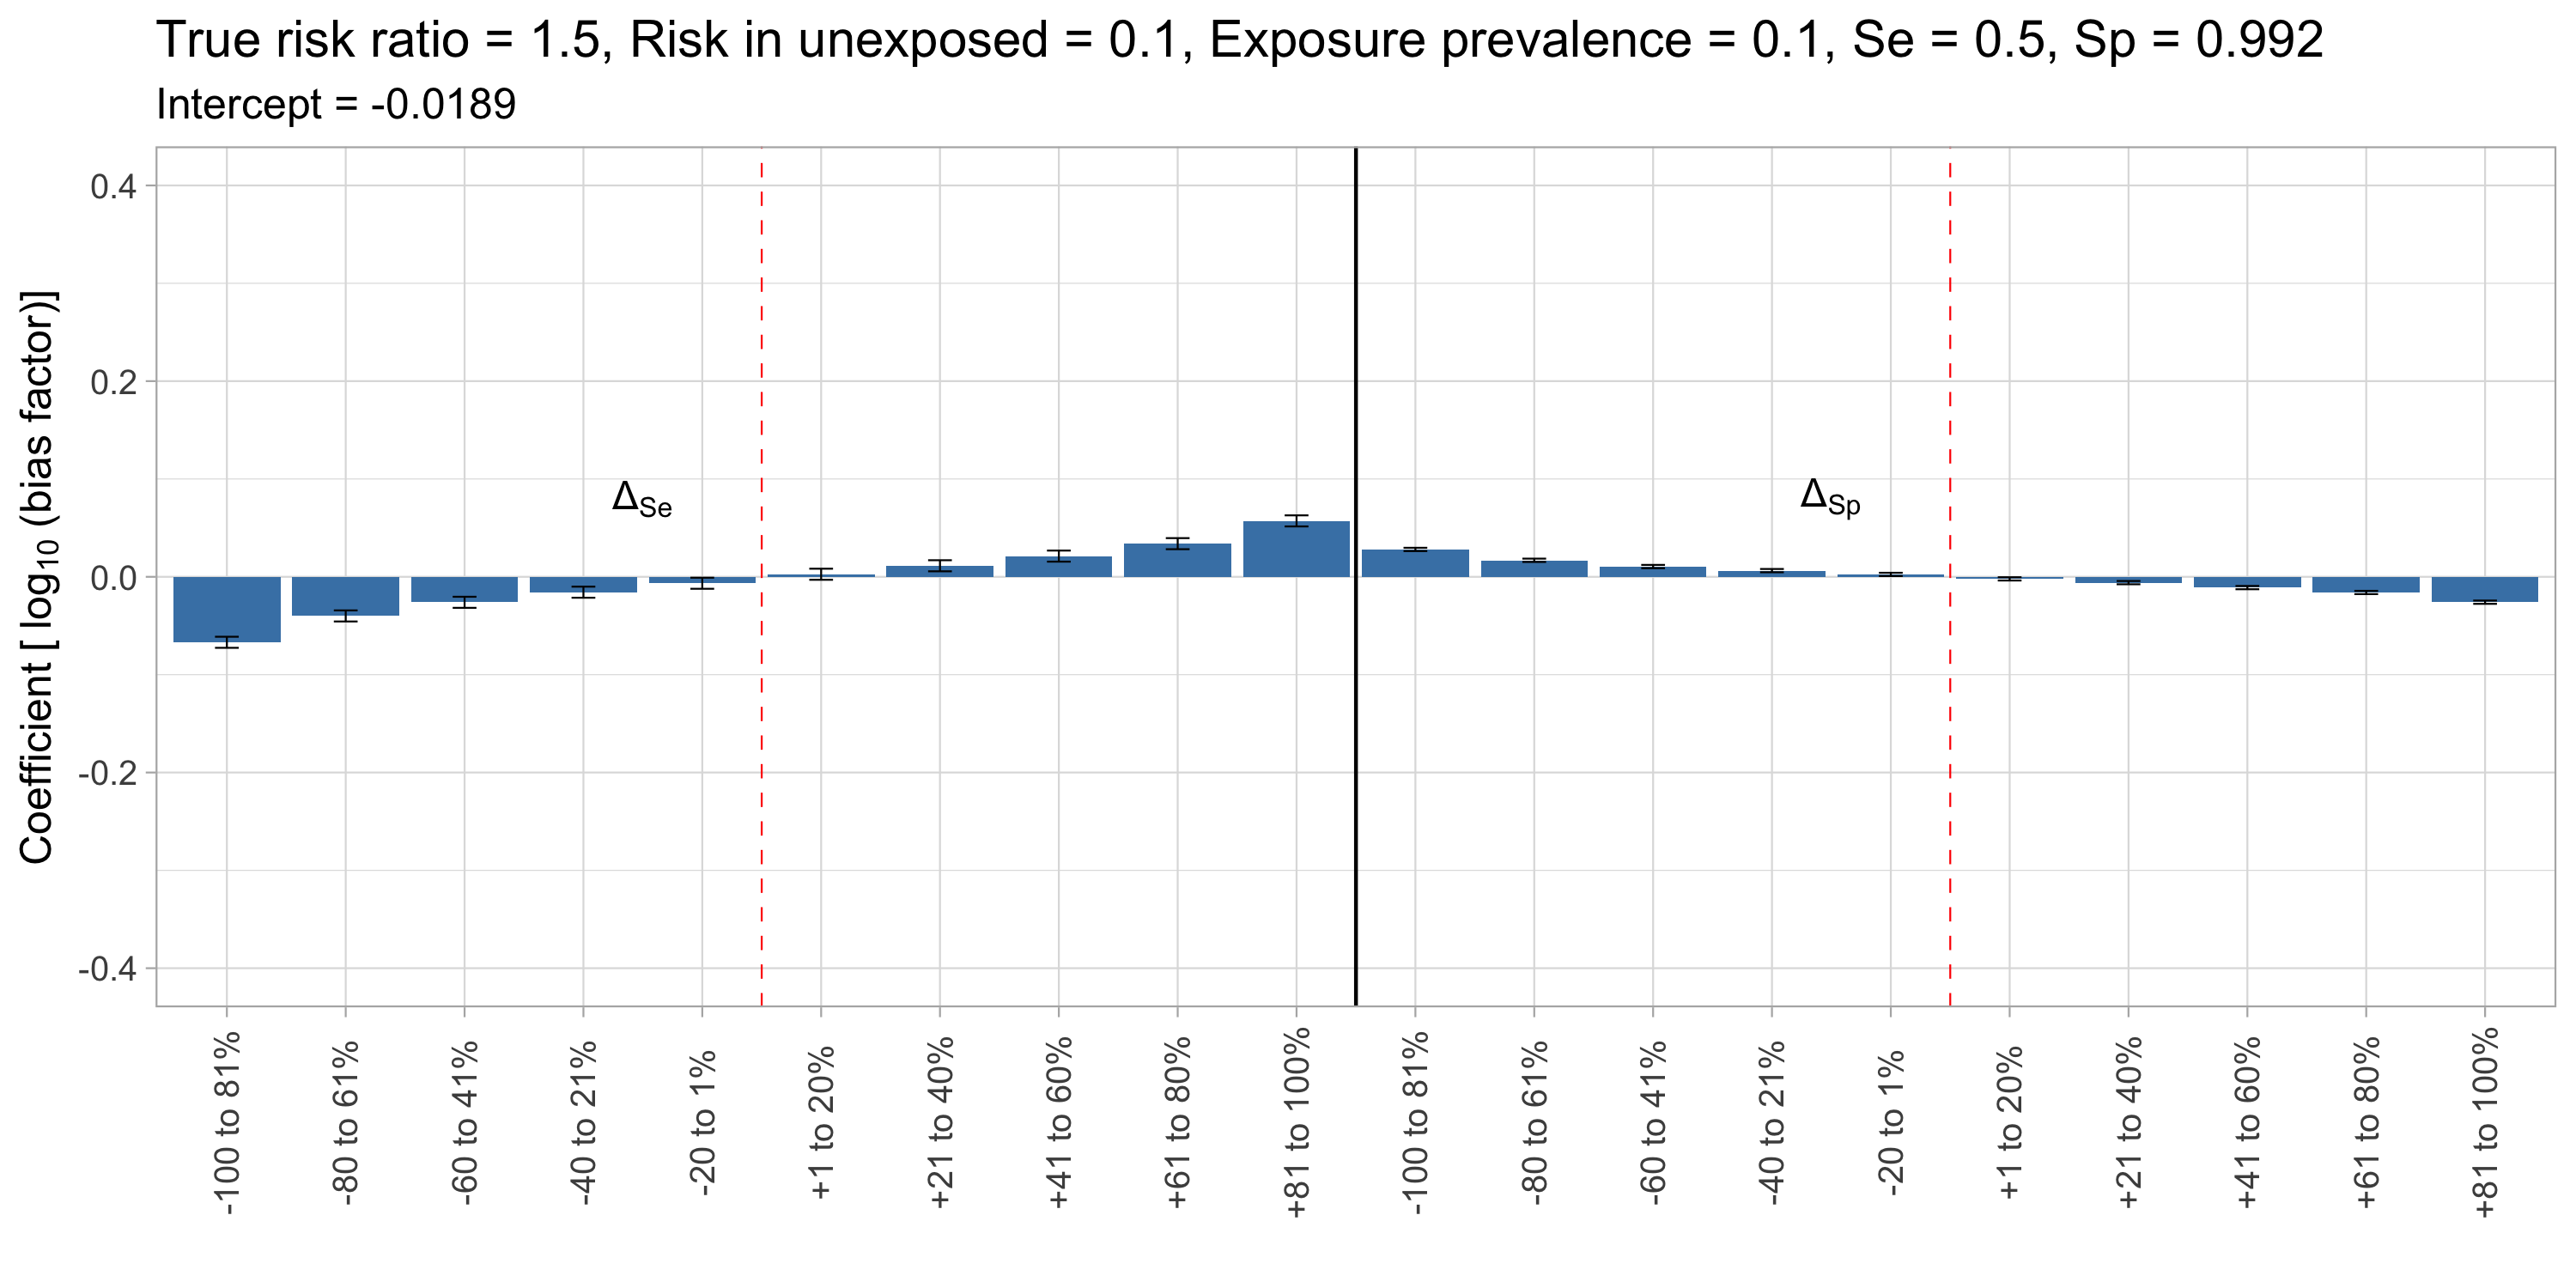 True risk ratio = 1.5, Risk in unexposed = 0.1, Exposure prevalence = 0.1, Se = 0.5, Sp = 0.992
Intercept = -0.0189
Coefficient [ log10 (bias factor)]
0.4
0.2
0.0
-0.2
-0.4
ΔSe
ΔSp
-100 to 81%
-80 to 61%
-60 to 41%
-40 to 21%
-20 to 1%
+1 to 20%
+21 to 40%
+41 to 60%
+61 to 80%
+81 to 100%
-100 to 81%
-80 to 61%
-60 to 41%
-40 to 21%
-20 to 1%
+1 to 20%
+21 to 40%
+41 to 60%
+61 to 80%
+81 to 100%